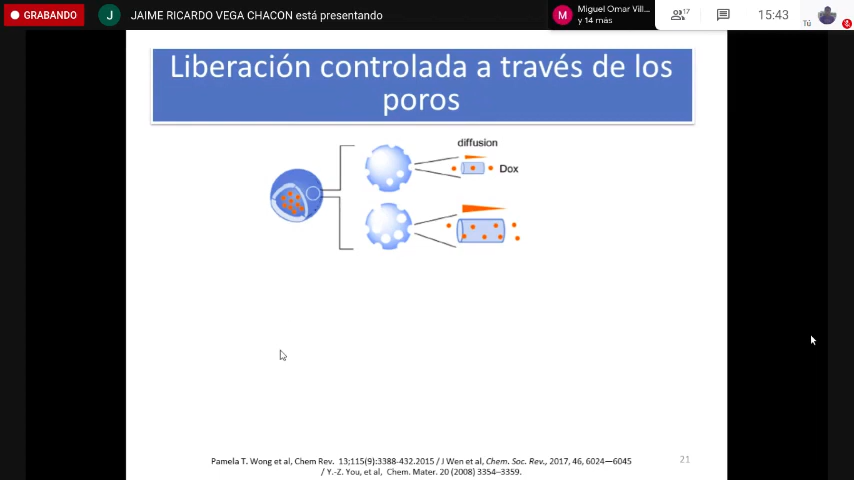 GRABANDO
J
JAIME RICARDO VEGA CHACON está presentando
M
Miguel Omar Vill...
y 14 más
17
15:43
Tú
Liberación controlada a través de los
poros
diffusion
Dox
Pamela T. Wong et al, Chem Rev. 13;115(9):3388-432.2015 / J Wen et al, Chem. Soc. Rev., 2017, 46, 6024—6045
/ Y.-Z. You, et al, Chem. Mater. 20 (2008) 3354–3359.
21